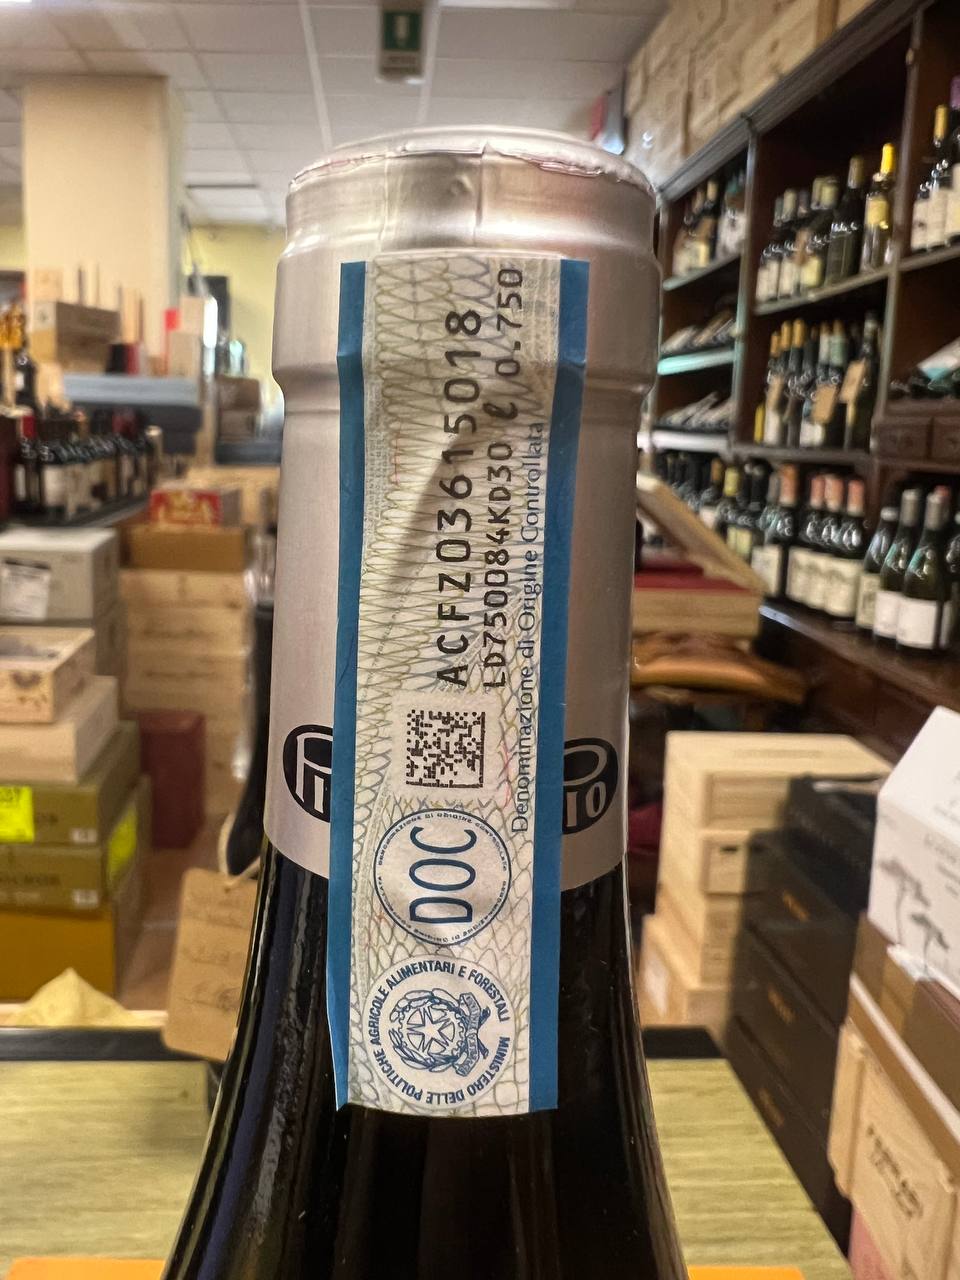 ACFZ03615018
LD750084KD30 ℓ 0.750
Denominazione di Origine Controllata
DOC
MINISTERO DELLE POLITICHE AGRICOLE ALIMENTARI E FORESTALI